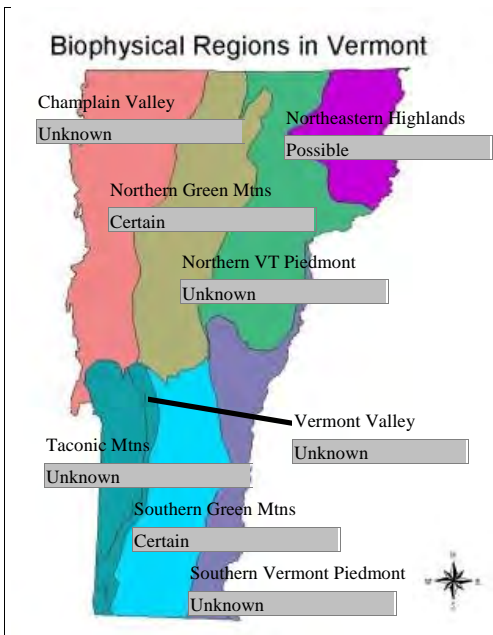 Biophysical Regions in Vermont
Champlain Valley
Unknown
Northeastern Highlands
Possible
Northern Green Mtns
Certain
Northern VT Piedmont
Unknown
Vermont Valley
Unknown
Taconic Mtns
Unknown
Southern Green Mtns
Certain
Southern Vermont Piedmont
Unknown